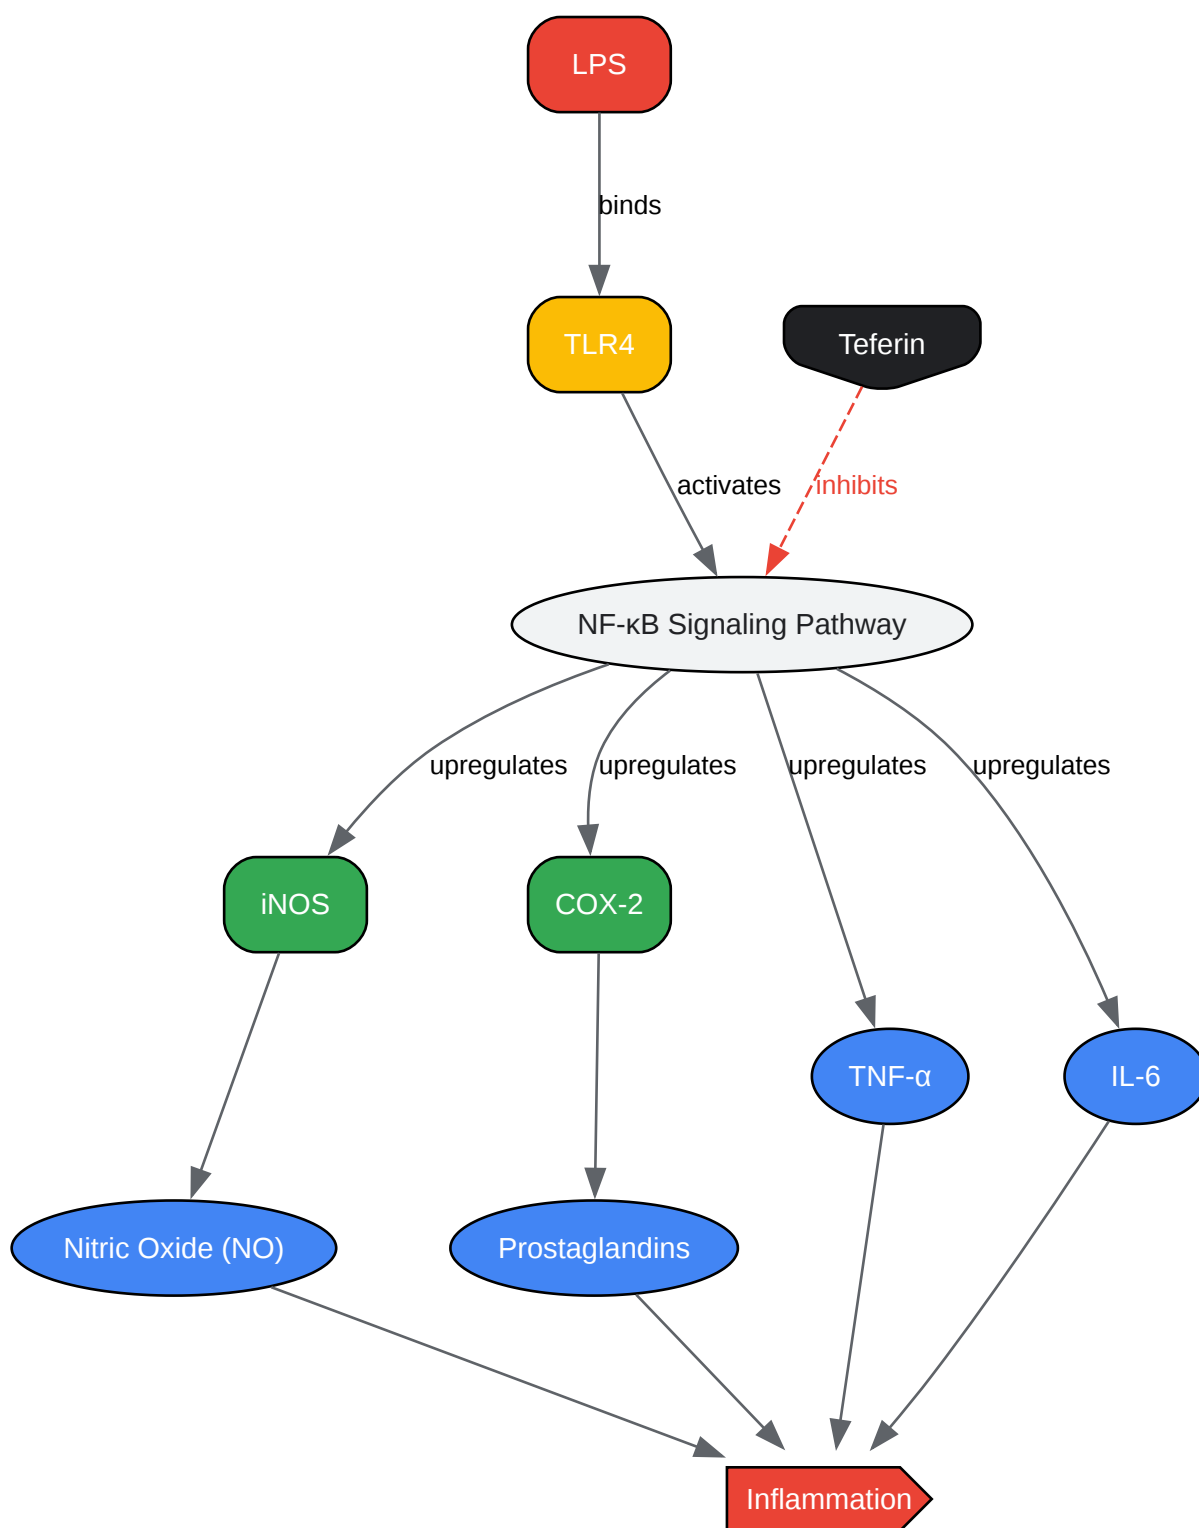 LPS
binds
TLR4
Teferin
activates
inhibits
NF-κB Signaling Pathway
upregulates
upregulates
upregulates
upregulates
iNOS
COX-2
TNF-α
IL-6
Nitric Oxide (NO)
Prostaglandins
Inflammation